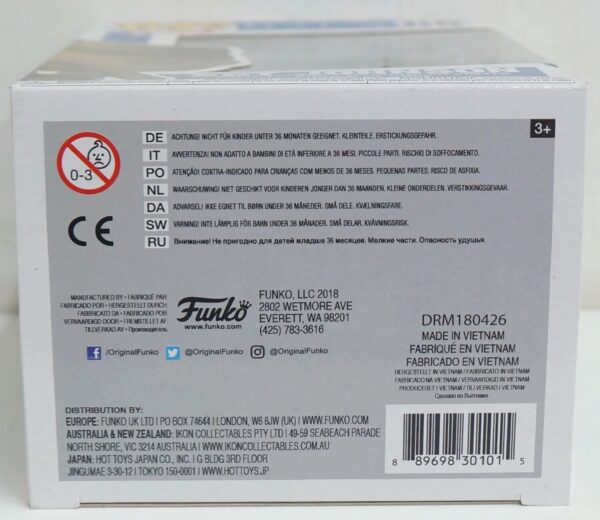 3+
0-3
DE ACHTUNG! NICHT FÜR KINDER UNTER 36 MONATEN GEEIGNET. KLEINTEILE. ERSTICKUNGSGEFAHR.
IT AVVERTENZA! NON ADATTO A BAMBINI DI ETÀ INFERIORE A 36 MESI. PICCOLE PARTI. RISCHIO DI SOFFOCAMENTO.
PO ATENÇÃO! CONTRA-INDICADO PARA CRIANÇAS COM MENOS DE 36 MESES. PEQUENAS PARTES. RISCO DE ASFIXIA.
NL WAARSCHUWING! NIET GESCHIKT VOOR KINDEREN JONGER DAN 36 MAANDEN. KLEINE ONDERDELEN. VERSTIKKINGSGEVAAR.
DA ADVARSEL! IKKE EGNET TIL BØRN UNDER 36 MÅNEDER. SMÅ DELE. KVÆLNINGSFARE.
SW VARNING! INTE LÄMPLIG FÖR BARN UNDER 36 MÅNADER. SMÅ DELAR. KVÄVNINGSRISK.
RU Внимание! Не пригодно для детей младше 36 месяцев. Мелкие части. Опасность удушья.
CE
MANUFACTURED BY • FABRIQUÉ PAR
FABRICADO POR • HERGESTELLT DURCH
FABBRICATO DA • FABRICADO POR:
VERVAARDIGD DOOR • FREMSTILLET AF
TILLVERKAD AV • Производитель
Funko
www.funko.com
FUNKO, LLC 2018
2802 WETMORE AVE
EVERETT, WA 98201
(425) 783-3616
DRM180426
MADE IN VIETNAM
FABRIQUÉ EN VIETNAM
FABRICADO EN VIETNAM
HERGESTELLT IN VIETNAM / FABBRICATO IN VIETNAM
FABRICADO NA VIETNAM / VERVAARDIGD IN VIETNAM
PRODUCERET I VIETNAM / TILLVERKAD I VIETNAM
Сделано во Вьетнаме
f /OriginalFunko @OriginalFunko @OriginalFunko
DISTRIBUTION BY:
EUROPE: FUNKO UK LTD | PO BOX 74644 | LONDON, W6 6JW (UK) | WWW.FUNKO.COM
AUSTRALIA & NEW ZEALAND: IKON COLLECTABLES PTY LTD | 49-59 SEABEACH PARADE
NORTH SHORE, VIC 3214 AUSTRALIA | WWW.IKONCOLLECTABLES.COM.AU
JAPAN: HOT TOYS JAPAN CO., INC. | G BLDG 3RD FLOOR
JINGUMAE 3-30-12 | TOKYO 150-0001 | WWW.HOTTOYS.JP
8 89698 30101 5